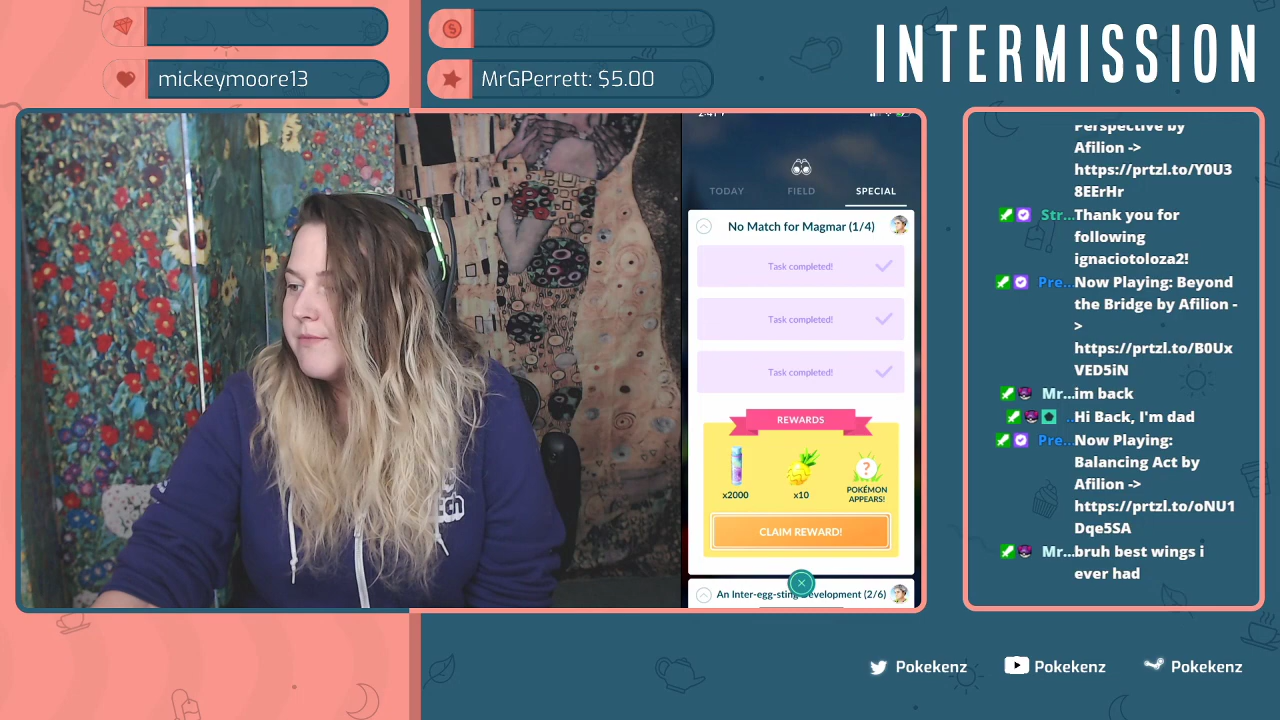 INTERMISSION
mickeymoore13
MrGPerrett: $5.00
TODAY
FIELD
SPECIAL
No Match for Magmar (1/4)
Task completed!
Task completed!
Task completed!
REWARDS
x2000
x10
?
POKÉMON
APPEARS!
CLAIM REWARD!
An Inter-egg-sting Development (2/6)
Perspective by
Afilion ->
https://prtzl.to/Y0U3
8EErHr
Str... Thank you for
following
ignaciotoloza2!
Pre... Now Playing: Beyond
the Bridge by Afilion -
>
https://prtzl.to/B0Ux
VED5iN
Mr... im back
.. Hi Back, I'm dad
Pre... Now Playing:
Balancing Act by
Afilion ->
https://prtzl.to/oNU1
Dqe5SA
Mr... bruh best wings i
ever had
Pokekenz
Pokekenz
Pokekenz